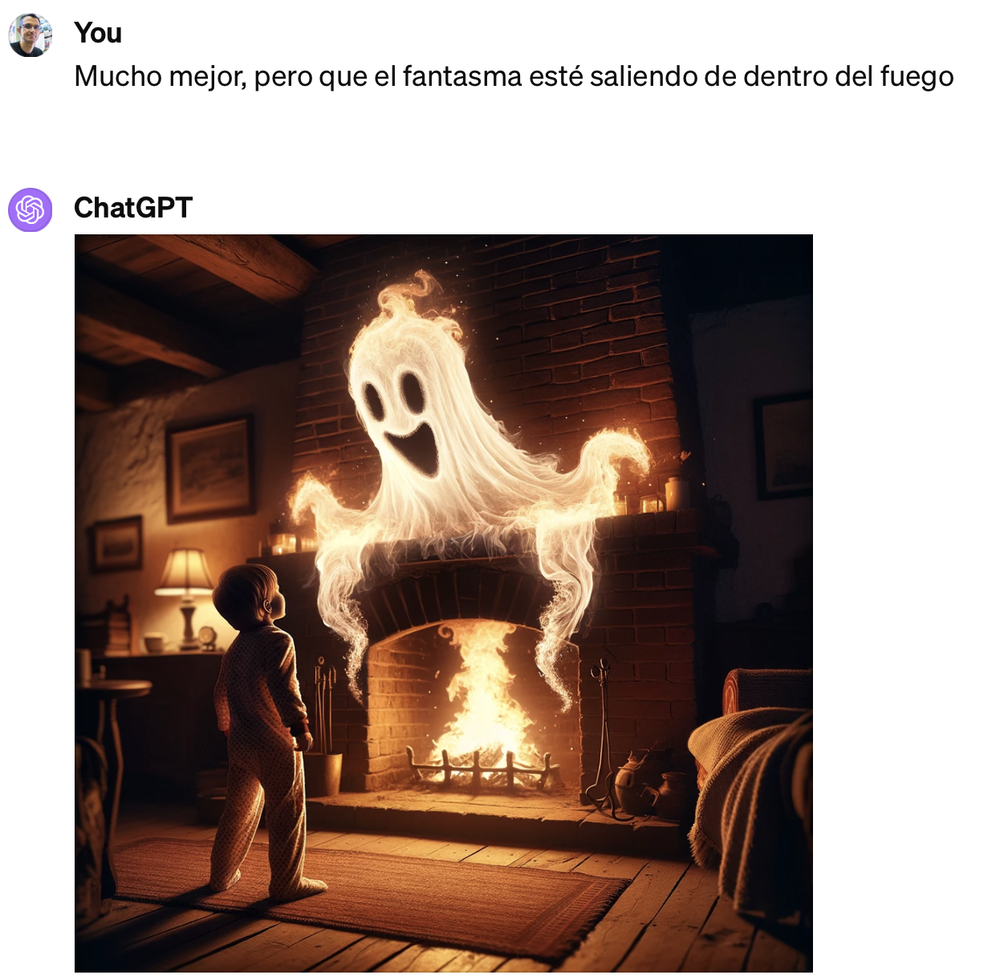 You
Mucho mejor, pero que el fantasma esté saliendo de dentro del fuego
ChatGPT